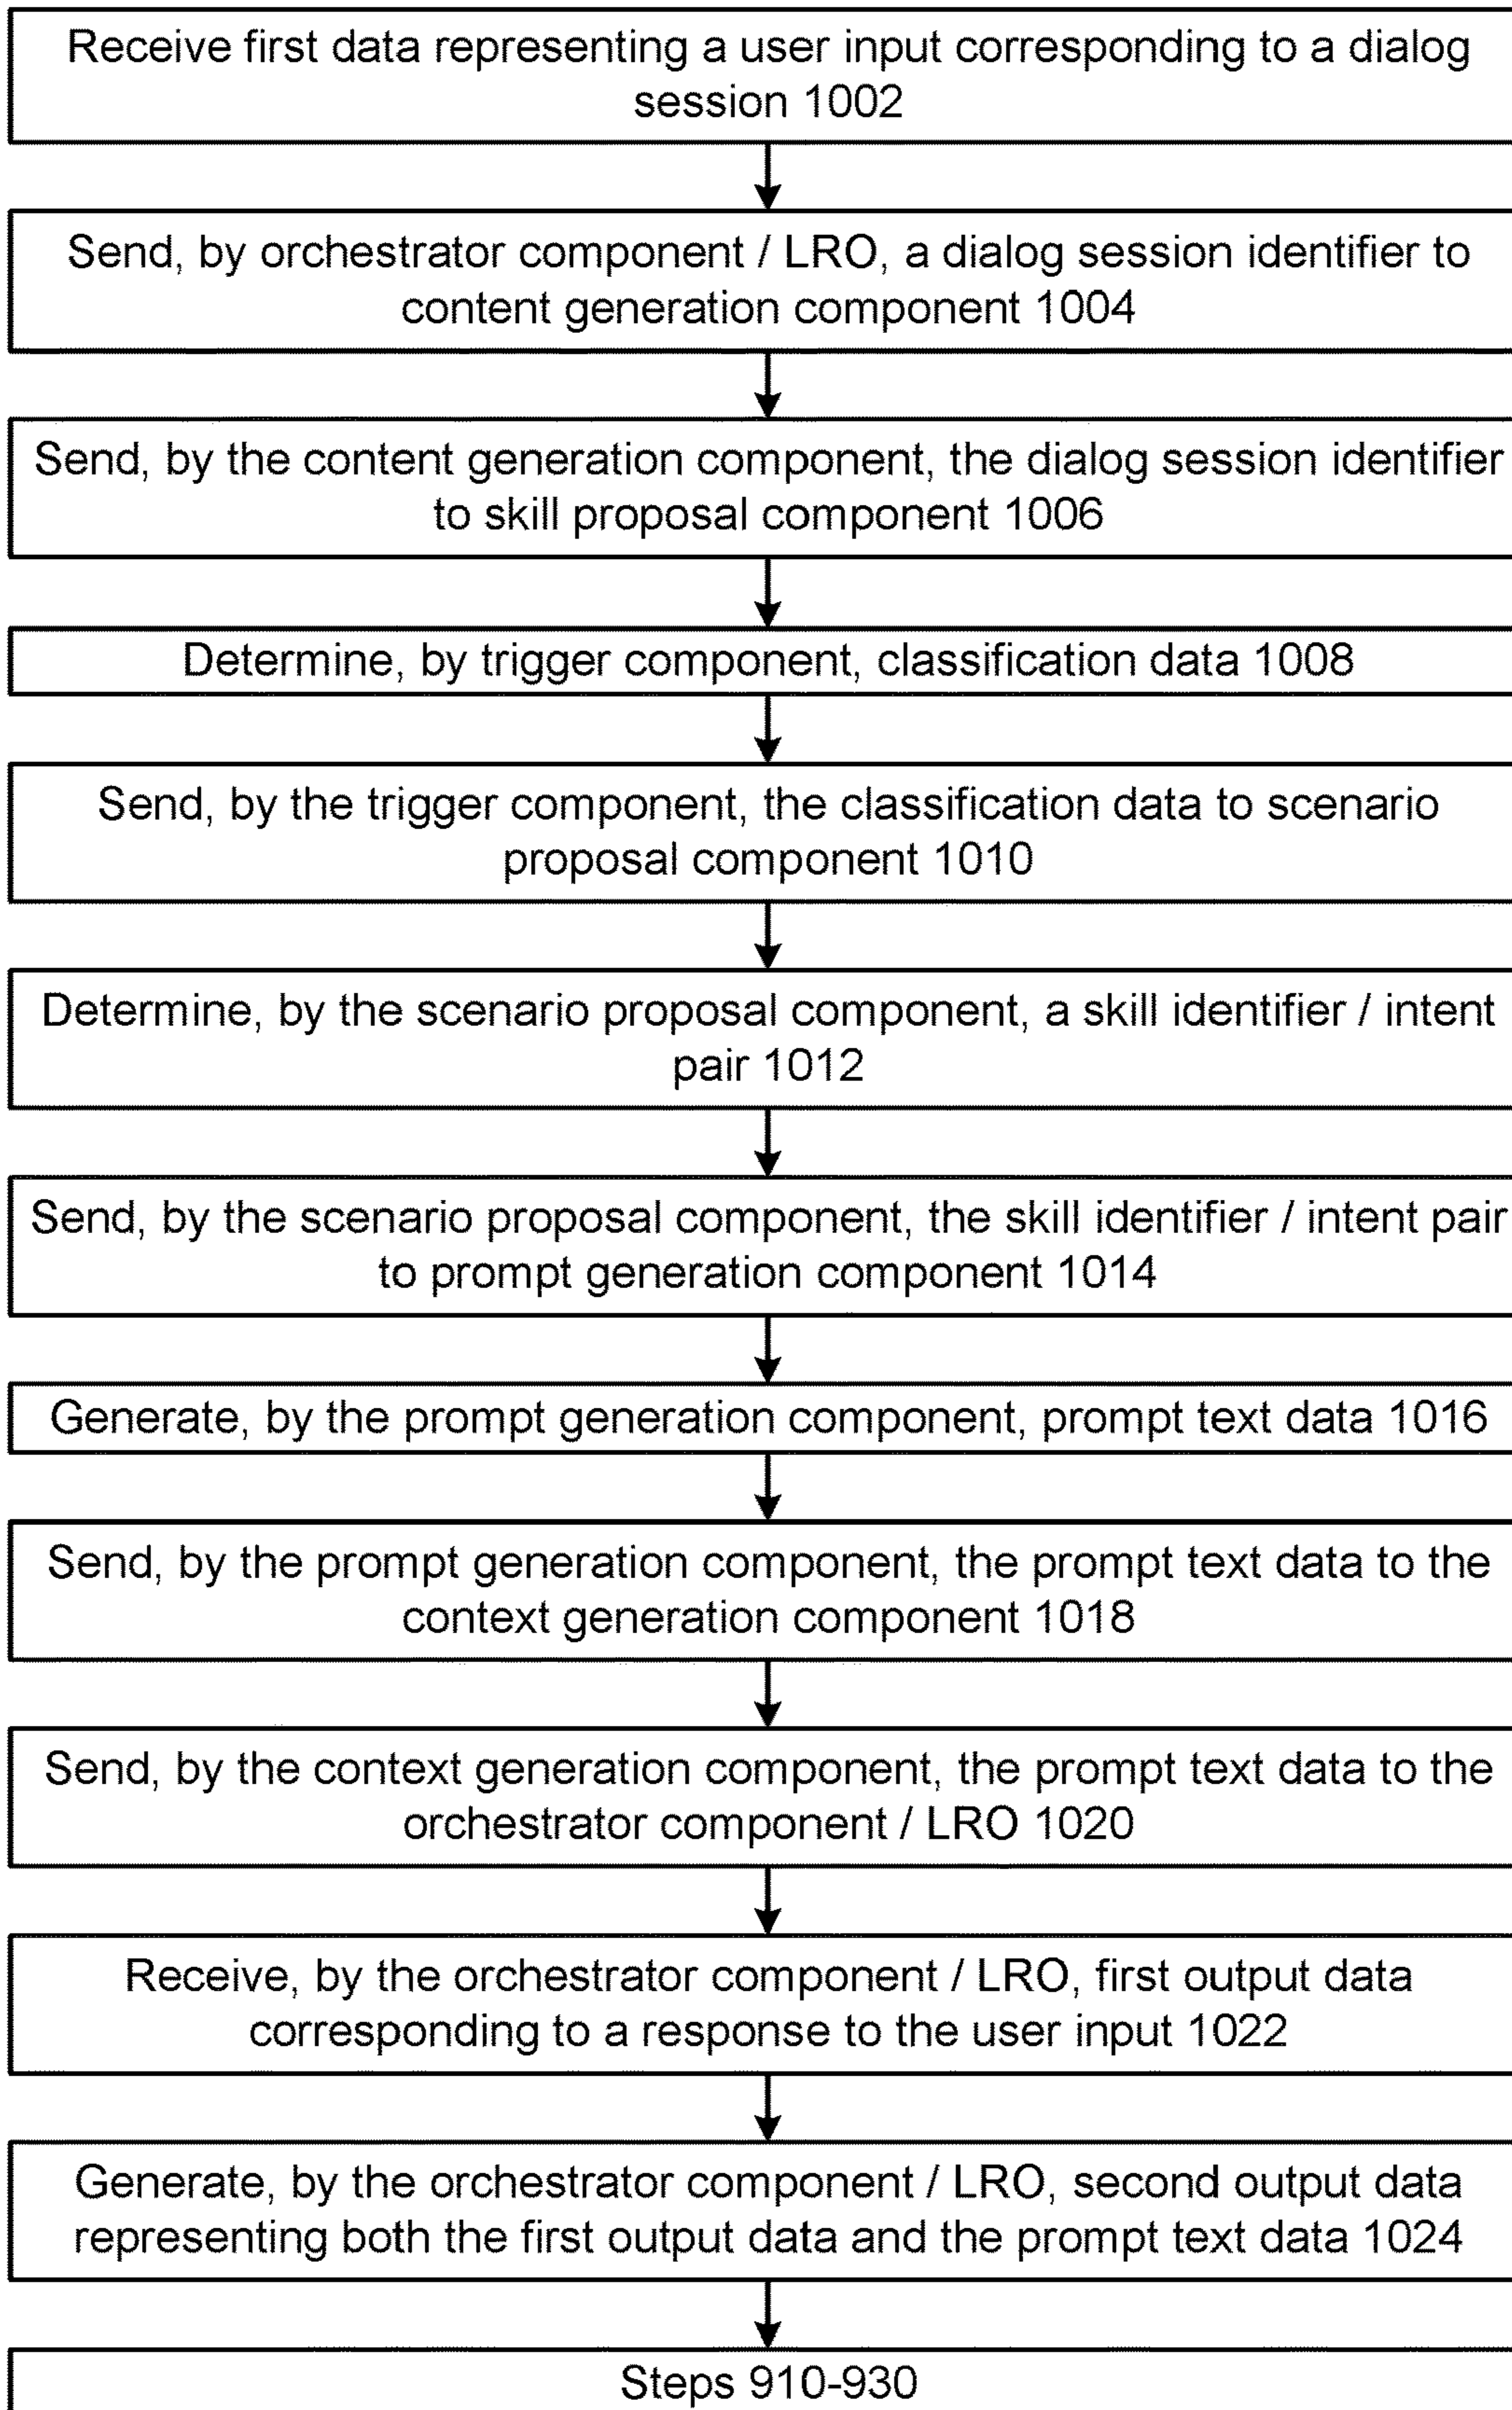 Receive first data representing a user input corresponding to a dialog
session 1002
Send, by orchestrator component / LRO, a dialog session identifier to
content generation component 1004
Send, by the content generation component, the dialog session identifier
to skill proposal component 1006
Determine, by trigger component, classification data 1008
Send, by the trigger component, the classification data to scenario
proposal component 1010
Determine, by the scenario proposal component, a skill identifier / intent
pair 1012
Send, by the scenario proposal component, the skill identifier / intent pair
to prompt generation component 1014
Generate, by the prompt generation component, prompt text data 1016
Send, by the prompt generation component, the prompt text data to the
context generation component 1018
Send, by the context generation component, the prompt text data to the
orchestrator component / LRO 1020
Receive, by the orchestrator component / LRO, first output data
corresponding to a response to the user input 1022
Generate, by the orchestrator component / LRO, second output data
representing both the first output data and the prompt text data 1024
Steps 910-930